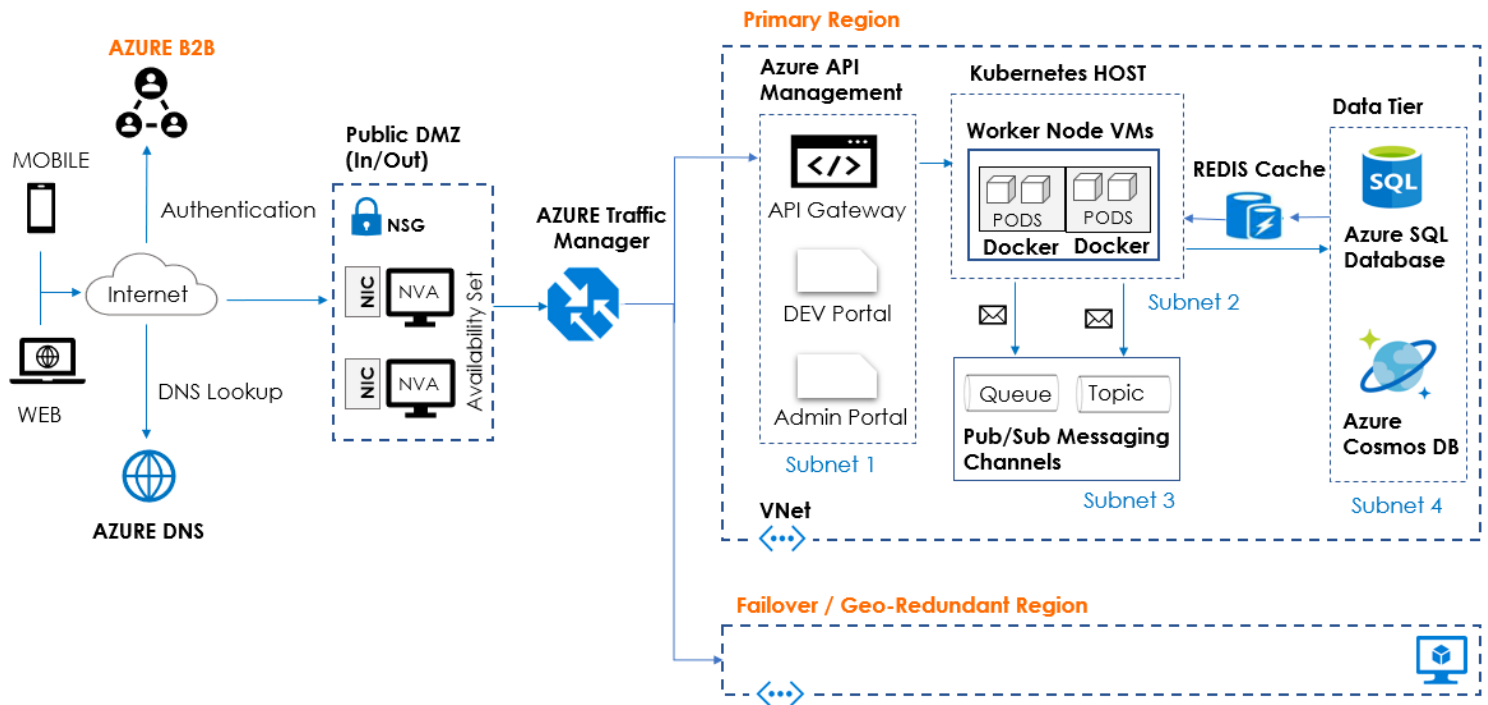 Primary Region
AZURE B2B
MOBILE
Authentication
Internet
WEB
DNS Lookup
AZURE DNS
Public DMZ
(In/Out)
NSG
NIC
NVA
NIC
NVA
Availability Set
AZURE Traffic
Manager
Azure API
Management
API Gateway
DEV Portal
Admin Portal
Subnet 1
VNet
Kubernetes HOST
Worker Node VMs
PODS
PODS
Docker
Docker
Subnet 2
Queue
Topic
Pub/Sub Messaging
Channels
Subnet 3
REDIS Cache
Data Tier
SQL
Azure SQL
Database
Azure
Cosmos DB
Subnet 4
Failover / Geo-Redundant Region